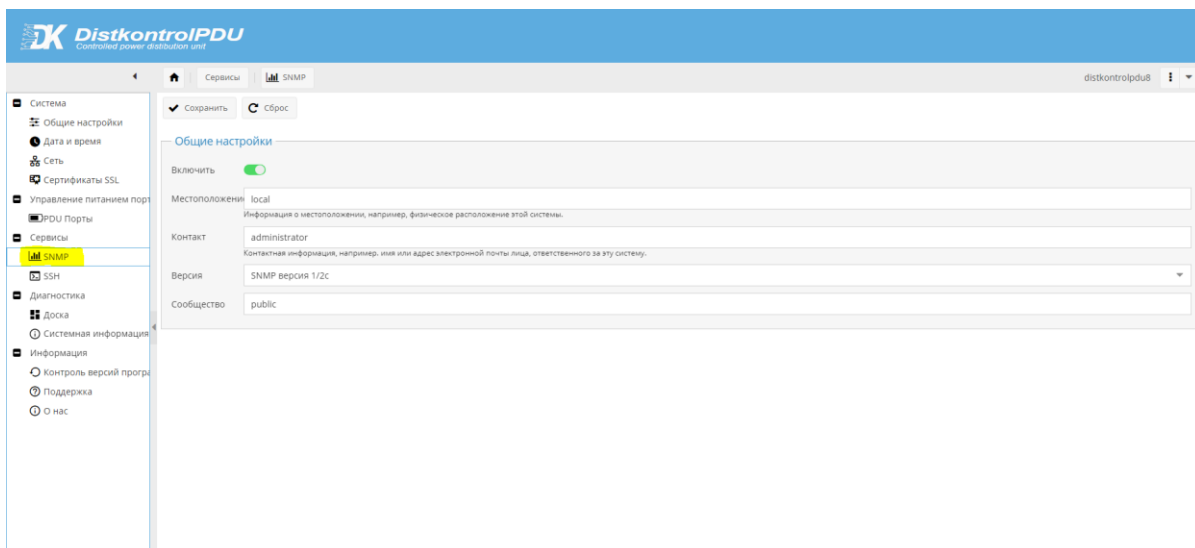 DK DistkontrolPDU
Controlled power distibution unit
Сервисы
SNMP
distkontrolpdu8
Система
Общие настройки
Дата и время
Сеть
Сертификаты SSL
Управление питанием порт
PDU Порты
Сервисы
SNMP
SSH
Диагностика
Доска
Системная информация
Информация
Контроль версий програ
Поддержка
О нас
Сохранить
Сброс
Общие настройки
Включить
Местоположени local
Информация о местоположении, например, физическое расположение этой системы.
Контакт administrator
Контактная информация, например. имя или адрес электронной почты лица, ответственного за эту систему.
Версия SNMP версия 1/2c
Сообщество public